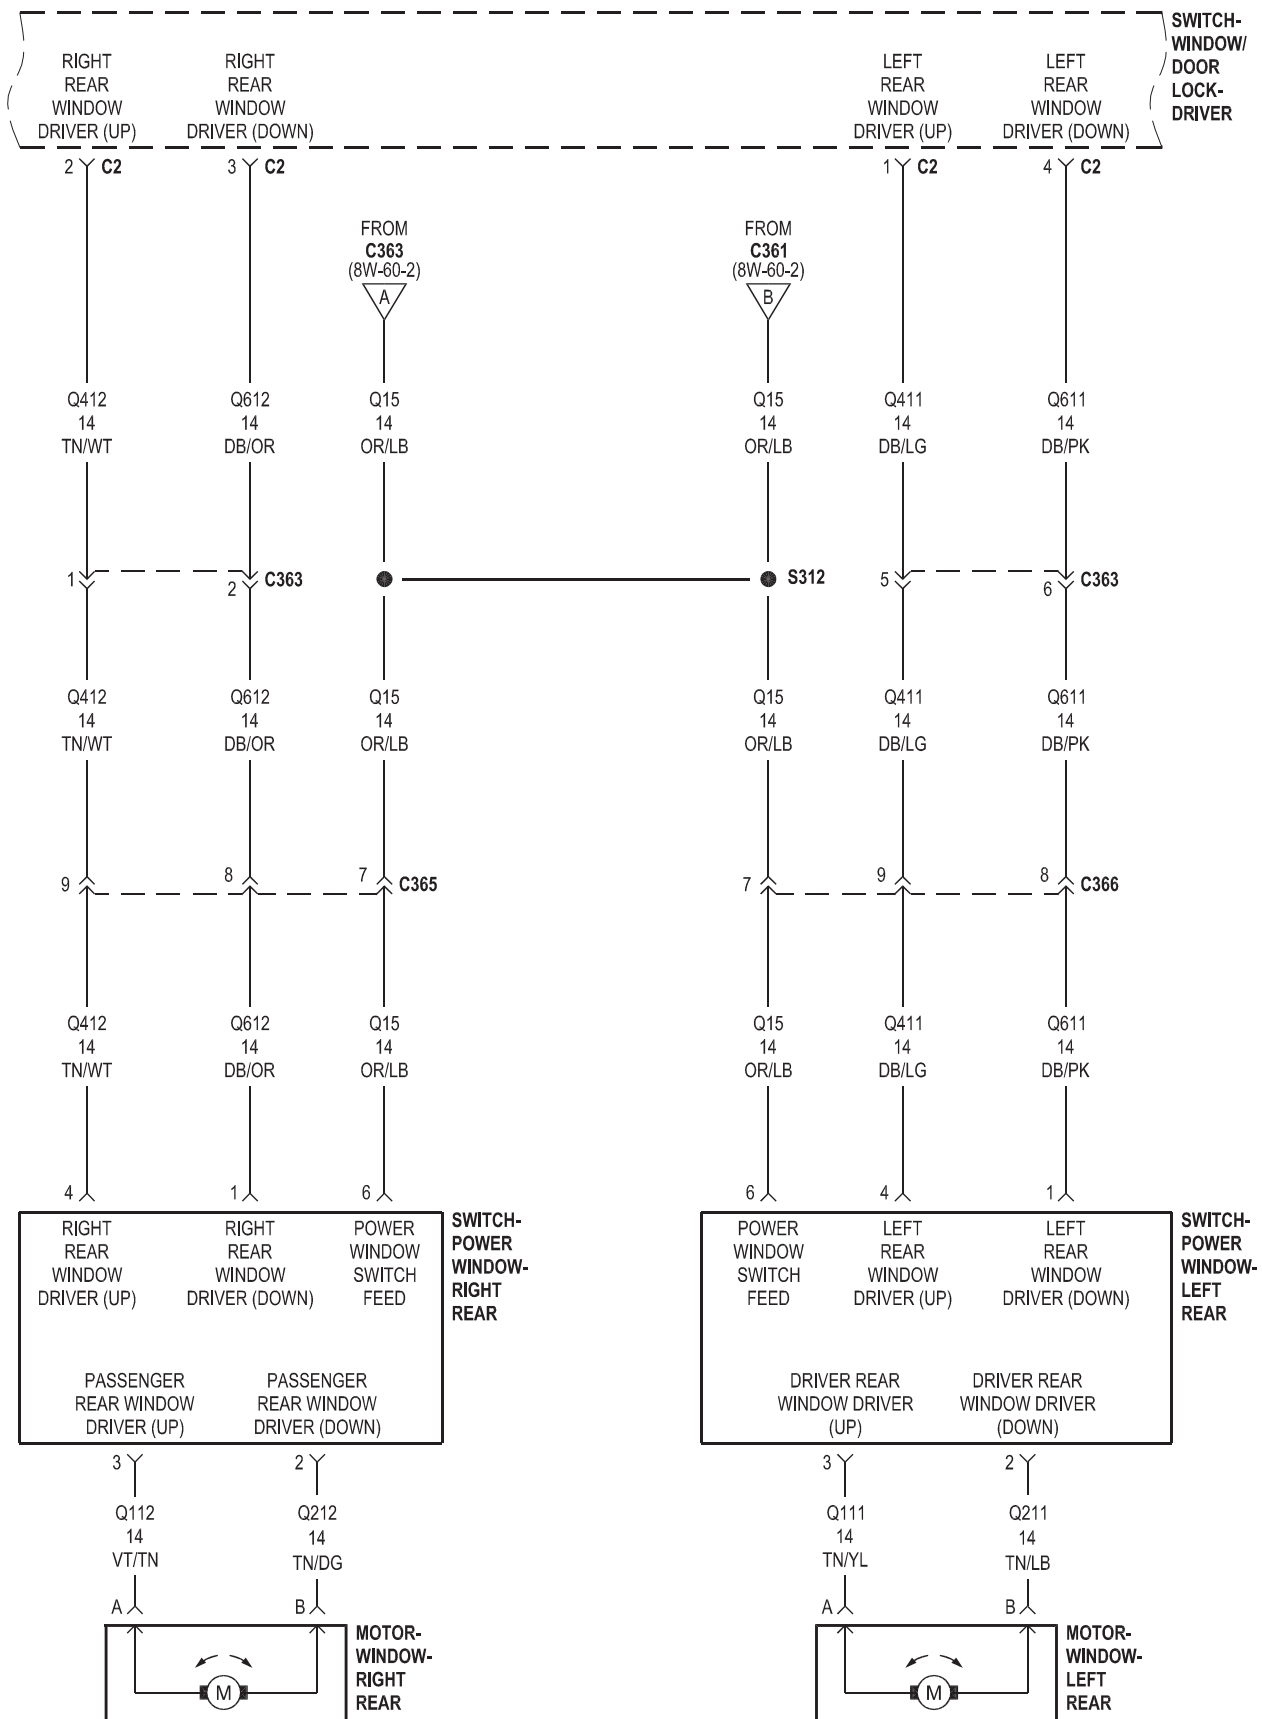 SWITCH-
WINDOW/
DOOR
LOCK-
DRIVER
RIGHT
REAR
WINDOW
DRIVER (UP)
RIGHT
REAR
WINDOW
DRIVER (DOWN)
LEFT
REAR
WINDOW
DRIVER (UP)
LEFT
REAR
WINDOW
DRIVER (DOWN)
2 C2
3 C2
1 C2
4 C2
FROM
C363
(8W-60-2)
A
FROM
C361
(8W-60-2)
B
Q412
14
TN/WT
Q612
14
DB/OR
Q15
14
OR/LB
Q15
14
OR/LB
Q411
14
DB/LG
Q611
14
DB/PK
1
2
C363
S312
5
6
C363
Q412
14
TN/WT
Q612
14
DB/OR
Q15
14
OR/LB
Q15
14
OR/LB
Q411
14
DB/LG
Q611
14
DB/PK
9
8
7
C365
7
9
8
C366
Q412
14
TN/WT
Q612
14
DB/OR
Q15
14
OR/LB
Q15
14
OR/LB
Q411
14
DB/LG
Q611
14
DB/PK
4
1
6
6
4
1
RIGHT
REAR
WINDOW
DRIVER (UP)
RIGHT
REAR
WINDOW
DRIVER (DOWN)
POWER
WINDOW
SWITCH
FEED
SWITCH-
POWER
WINDOW-
RIGHT
REAR
POWER
WINDOW
SWITCH
FEED
LEFT
REAR
WINDOW
DRIVER (UP)
LEFT
REAR
WINDOW
DRIVER (DOWN)
SWITCH-
POWER
WINDOW-
LEFT
REAR
PASSENGER
REAR WINDOW
DRIVER (UP)
PASSENGER
REAR WINDOW
DRIVER (DOWN)
DRIVER REAR
WINDOW DRIVER
(UP)
DRIVER REAR
WINDOW DRIVER
(DOWN)
3
2
3
2
Q112
14
VT/TN
Q212
14
TN/DG
Q111
14
TN/YL
Q211
14
TN/LB
A
B
A
B
M
MOTOR-
WINDOW-
RIGHT
REAR
M
MOTOR-
WINDOW-
LEFT
REAR